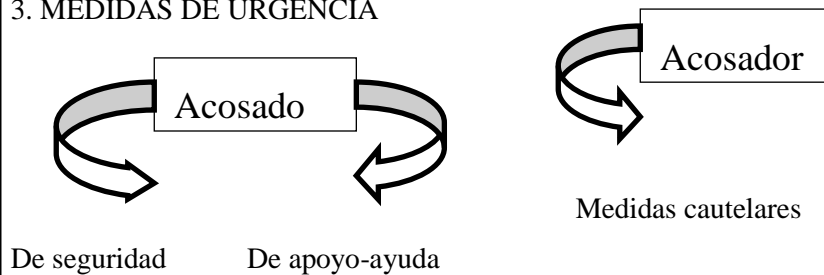 3. MEDIDAS DE URGENCIA
Acosado
Acosador
Medidas cautelares
De seguridad De apoyo-ayuda